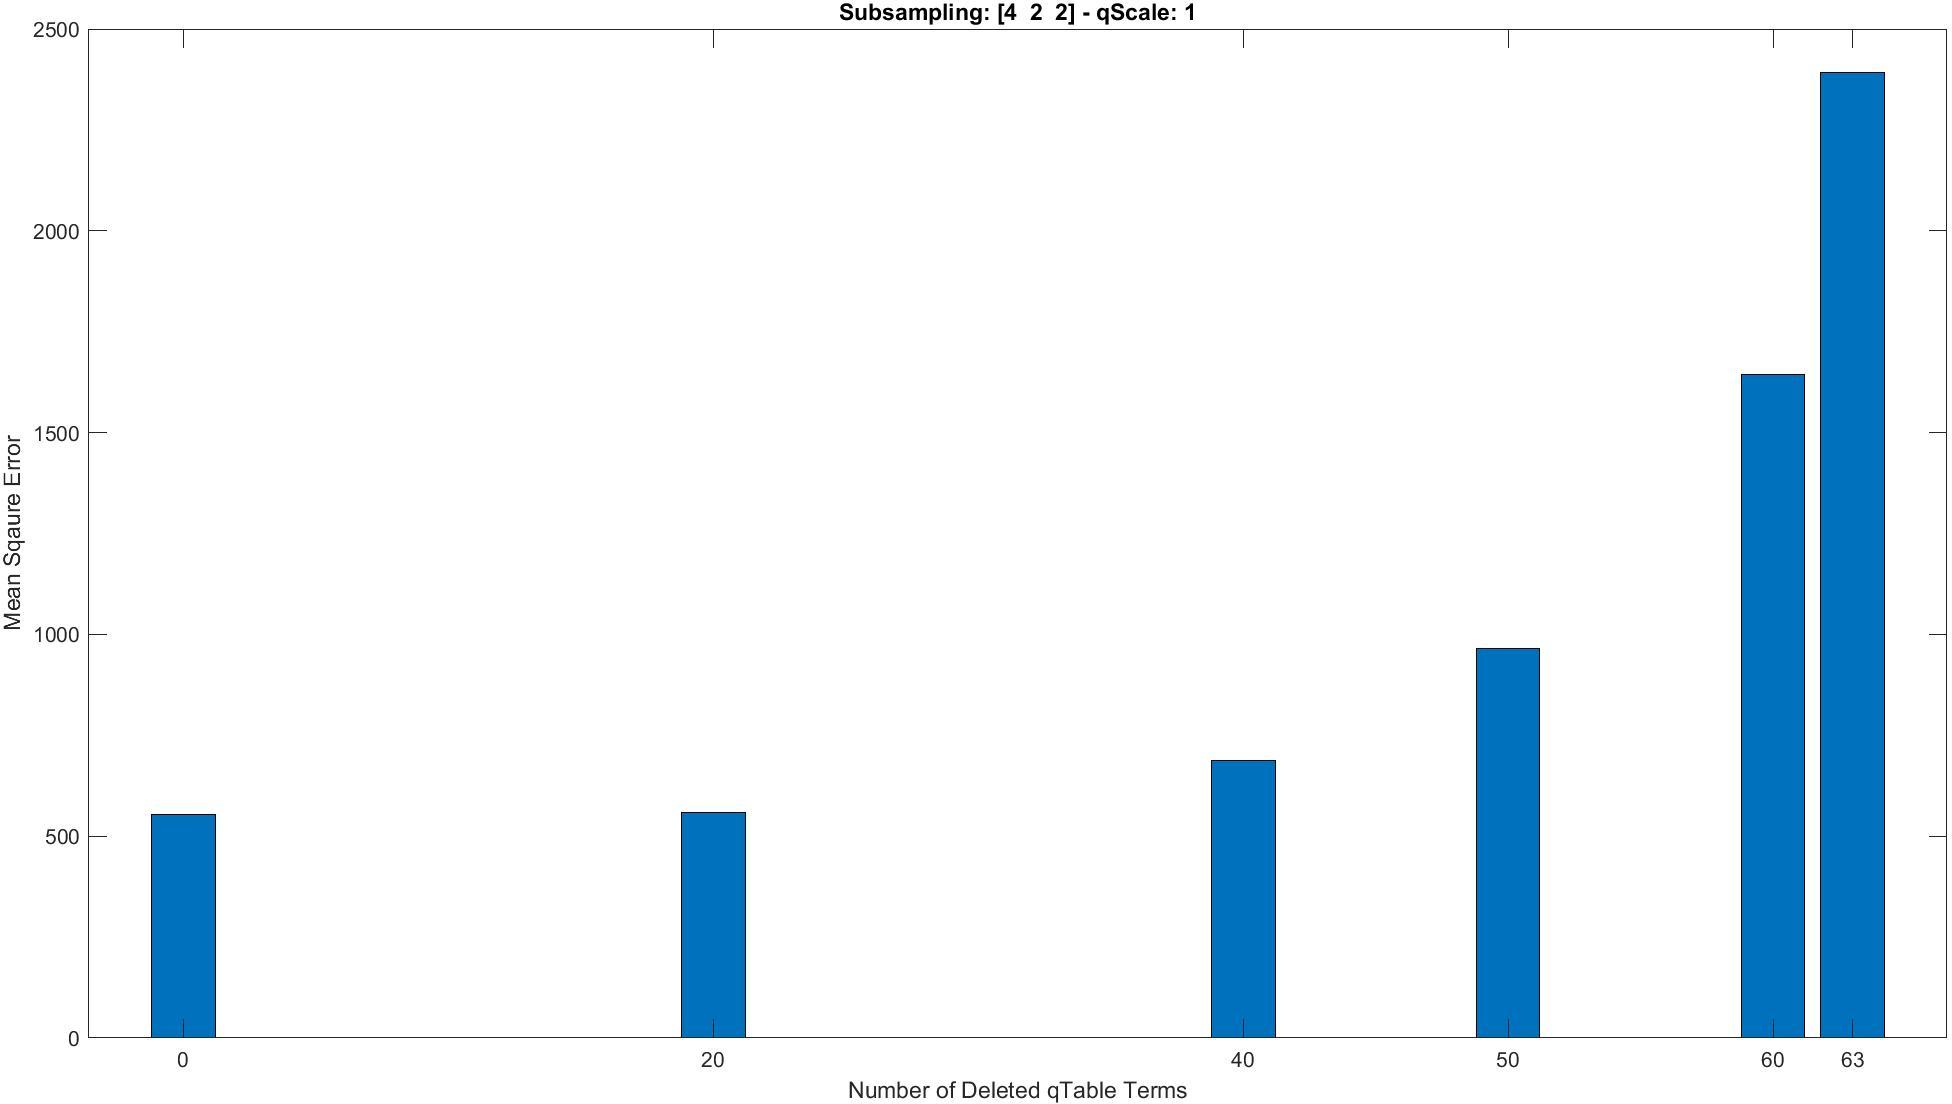 Subsampling: [4 2 2] - qScale: 1
2500
2000
1500
1000
500
0
Mean Sqaure Error
0 20 40 50 60 63
Number of Deleted qTable Terms